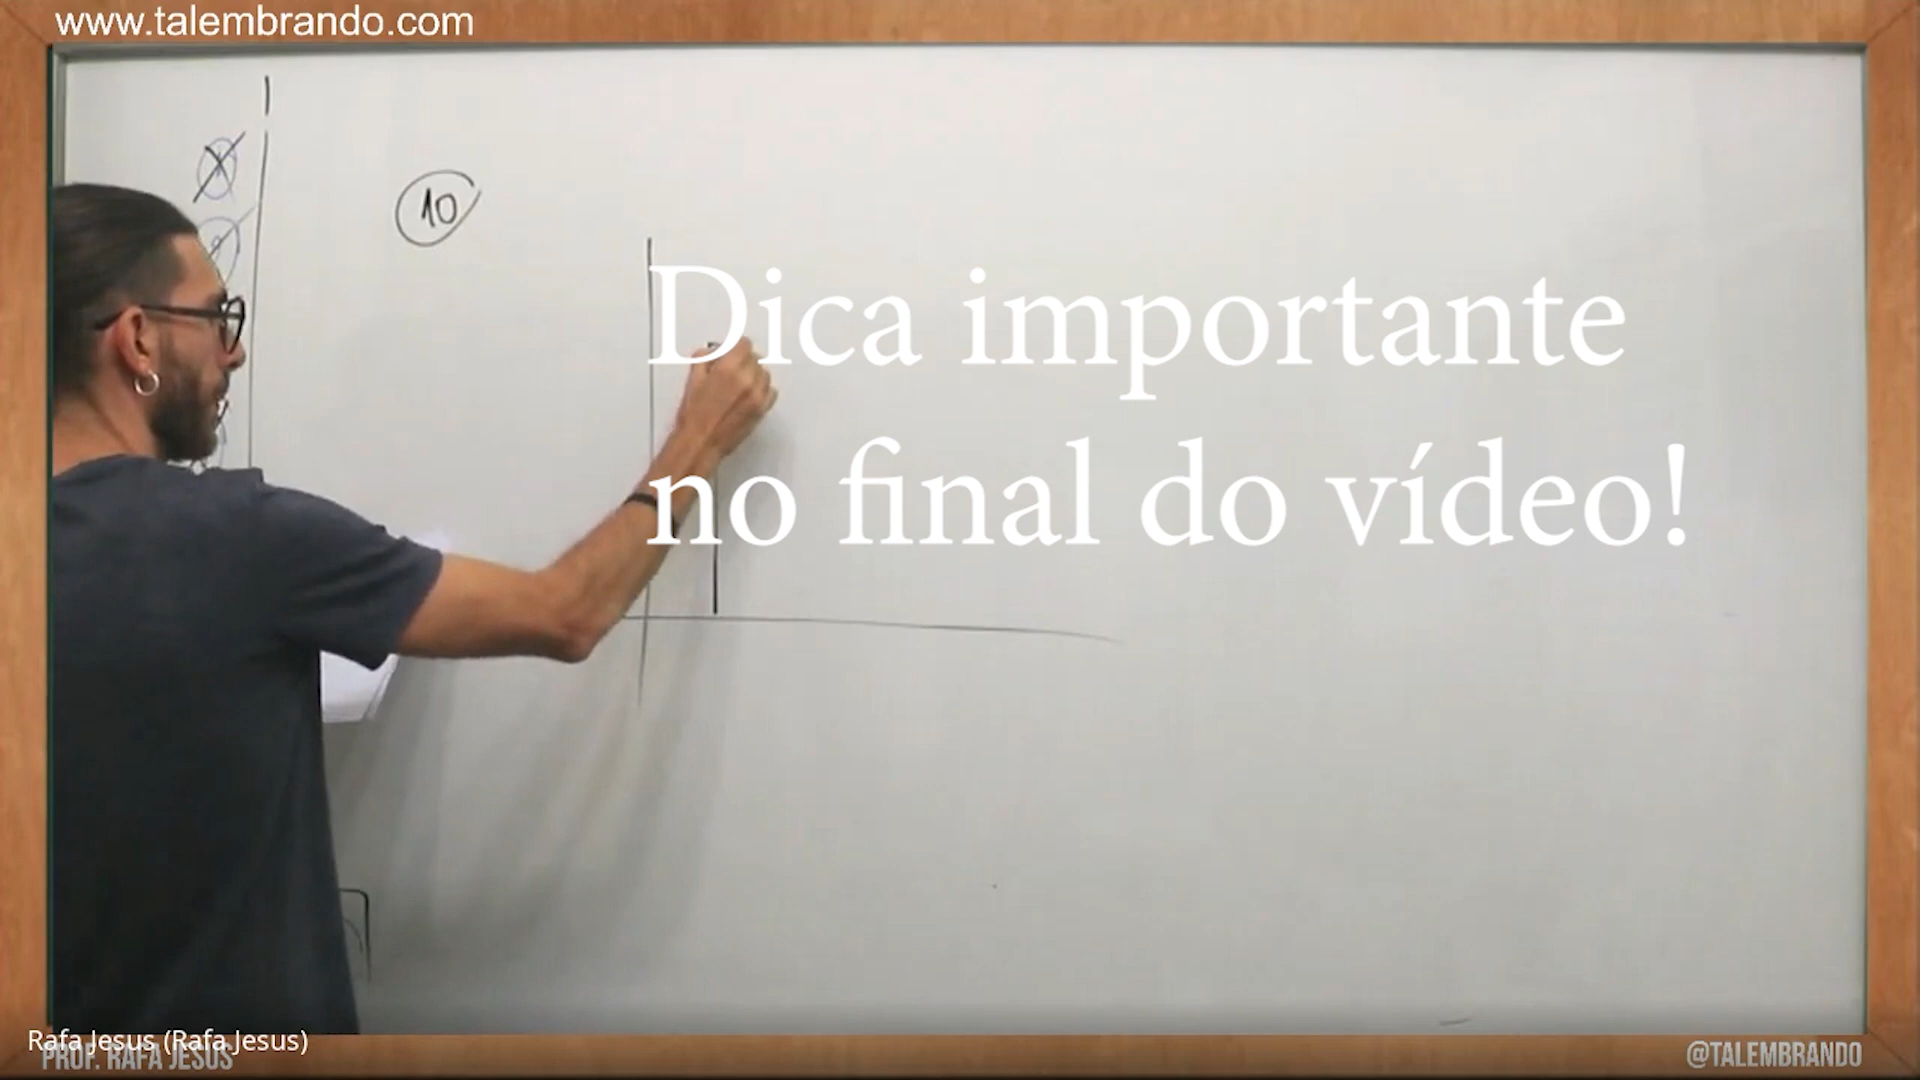 www.talembrando.com
10
Dica importante
no final do vídeo!
Rafa Jesus (Rafa Jesus)
PROF. RAFA JESUS
@TALEMBRANDO